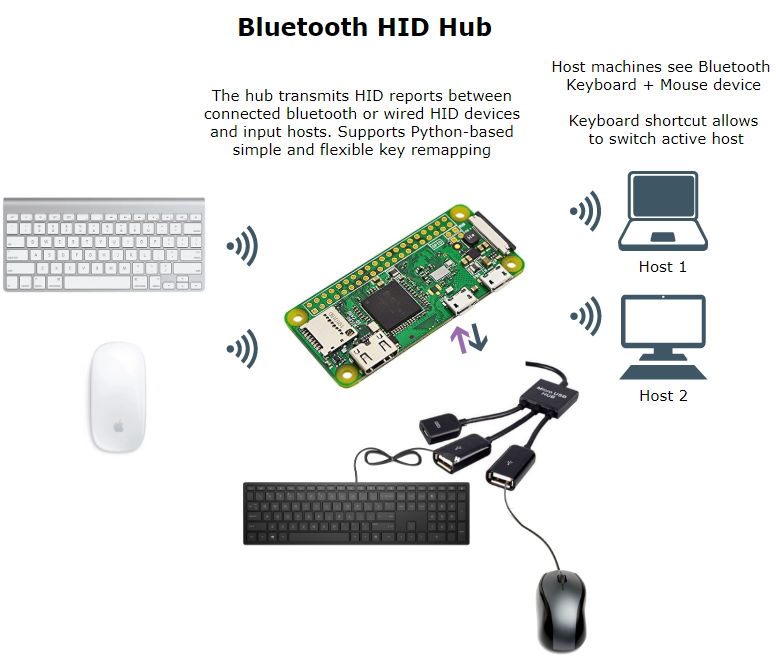 Bluetooth HID Hub
The hub transmits HID reports between
connected bluetooth or wired HID devices
and input hosts. Supports Python-based
simple and flexible key remapping
Host machines see Bluetooth
Keyboard + Mouse device
Keyboard shortcut allows
to switch active host
Host 1
Host 2
Micro USB
HUB